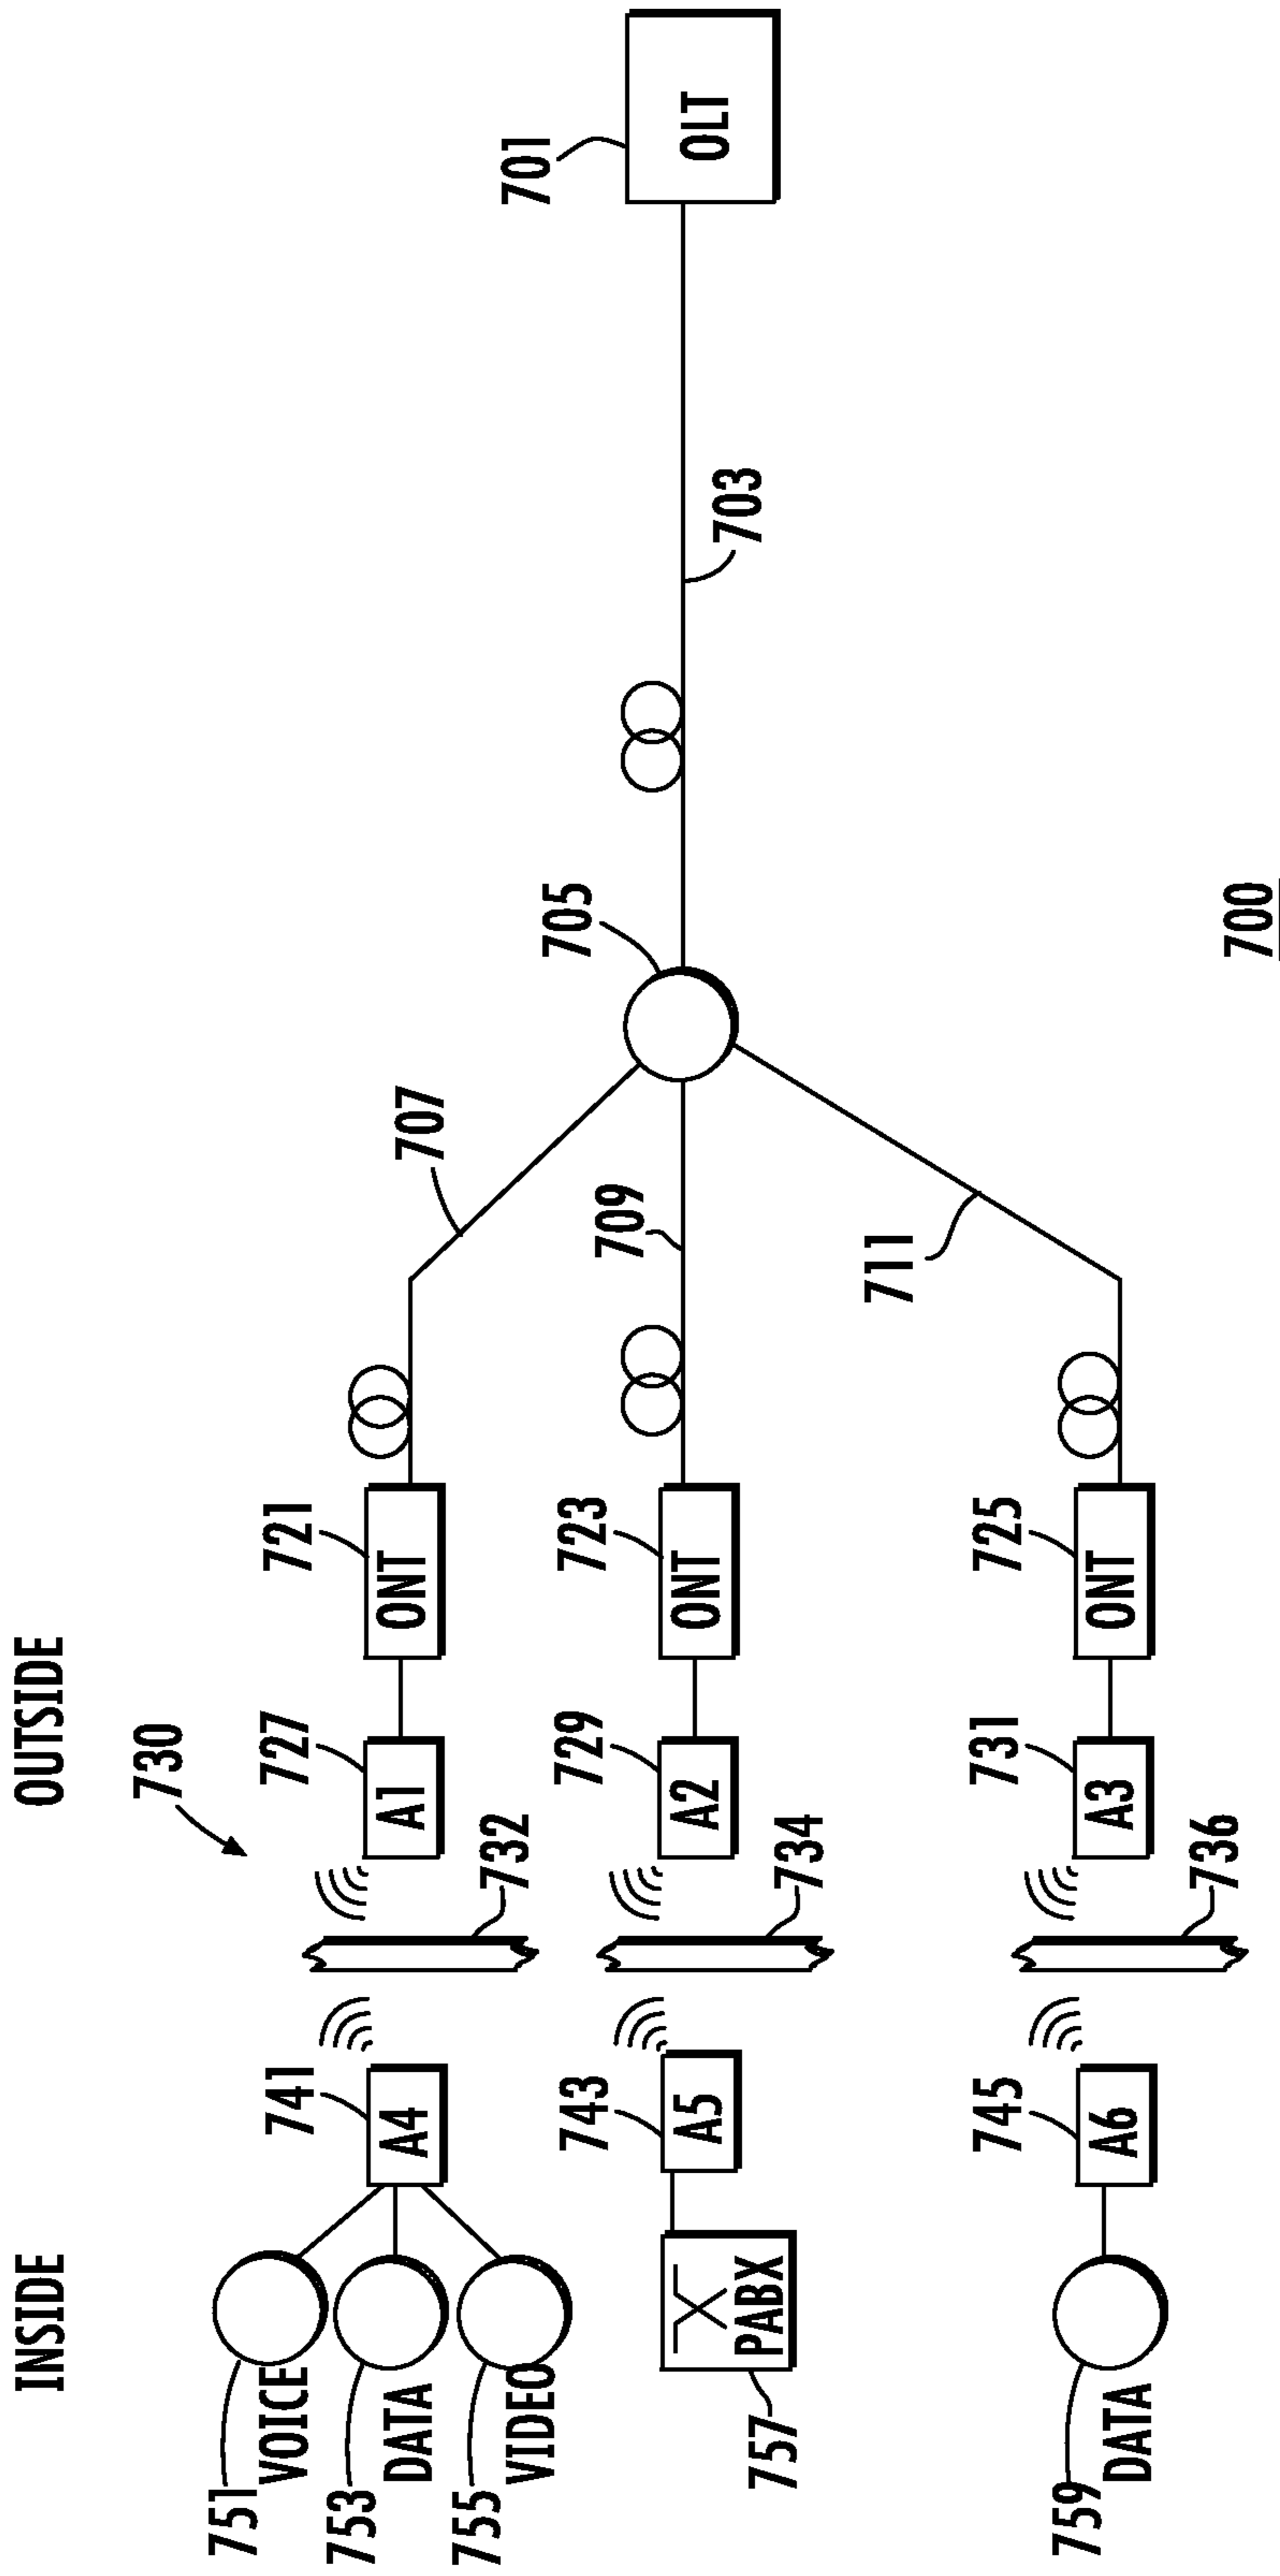 INSIDE
OUTSIDE
730
751
VOICE
753
DATA
755
VIDEO
741
A4
732
727
A1
721
ONT
707
705
701
OLT
703
757
PABX
743
A5
734
729
A2
723
ONT
709
711
759
DATA
745
A6
736
731
A3
725
ONT
700